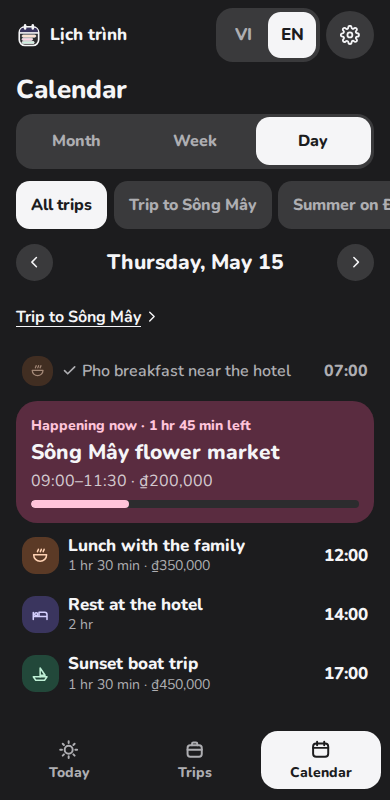 Lịch trình
VI EN
Calendar
Month Week Day
All trips Trip to Sông Mây Summer on
Thursday, May 15
Trip to Sông Mây
Pho breakfast near the hotel 07:00
Happening now · 1 hr 45 min left
Sông Mây flower market
09:00–11:30 · ₫200,000
Lunch with the family 12:00
1 hr 30 min · ₫350,000
Rest at the hotel 14:00
2 hr
Sunset boat trip 17:00
1 hr 30 min · ₫450,000
Today Trips Calendar